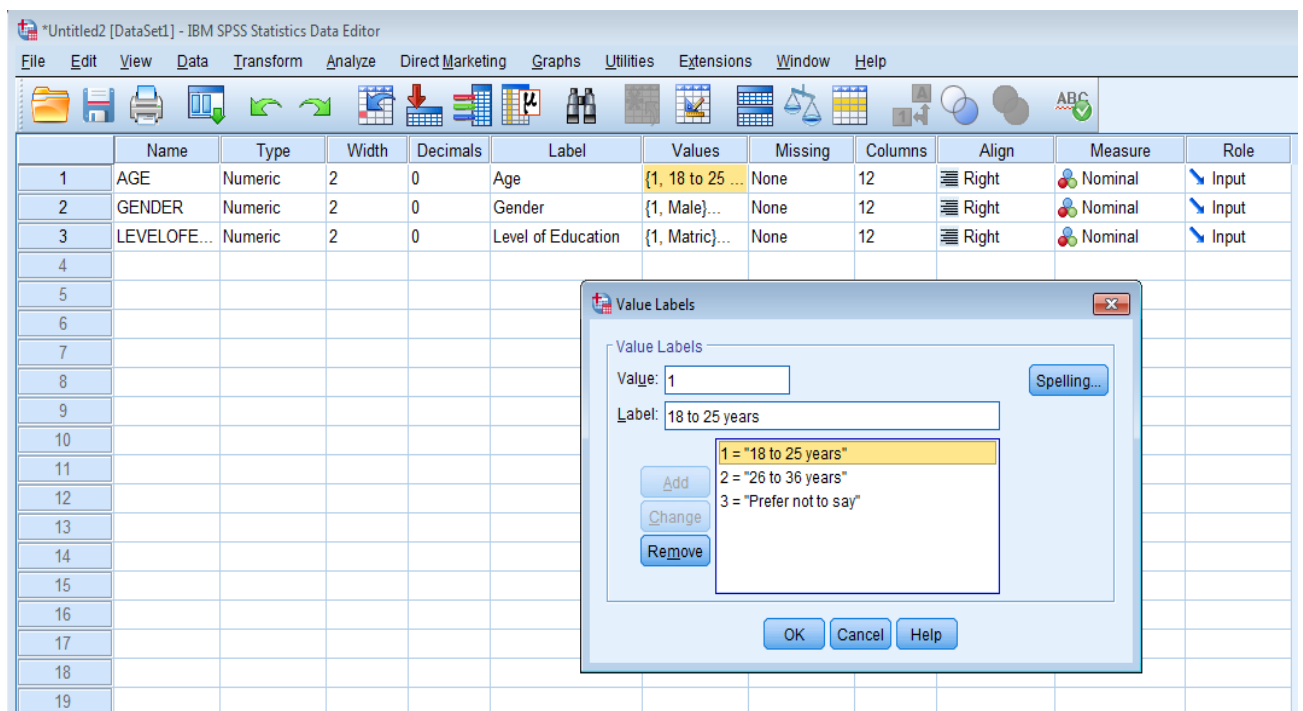 *Untitled2 [DataSet1] - IBM SPSS Statistics Data Editor
File Edit View Data Transform Analyze Direct Marketing Graphs Utilities Extensions Window Help
A
1
μ
ABC
Name Type Width Decimals Label Values Missing Columns Align Measure Role
1 AGE Numeric 2 0 Age {1, 18 to 25 ... None 12 Right Nominal Input
2 GENDER Numeric 2 0 Gender {1, Male}... None 12 Right Nominal Input
3 LEVELOFE... Numeric 2 0 Level of Education {1, Matric}... None 12 Right Nominal Input
4
5
6
7
8
9
10
11
12
13
14
15
16
17
18
19
Value Labels
Value Labels
Value: 1
Spelling...
Label: 18 to 25 years
1 = "18 to 25 years"
2 = "26 to 36 years"
3 = "Prefer not to say"
Add
Change
Remove
OK Cancel Help